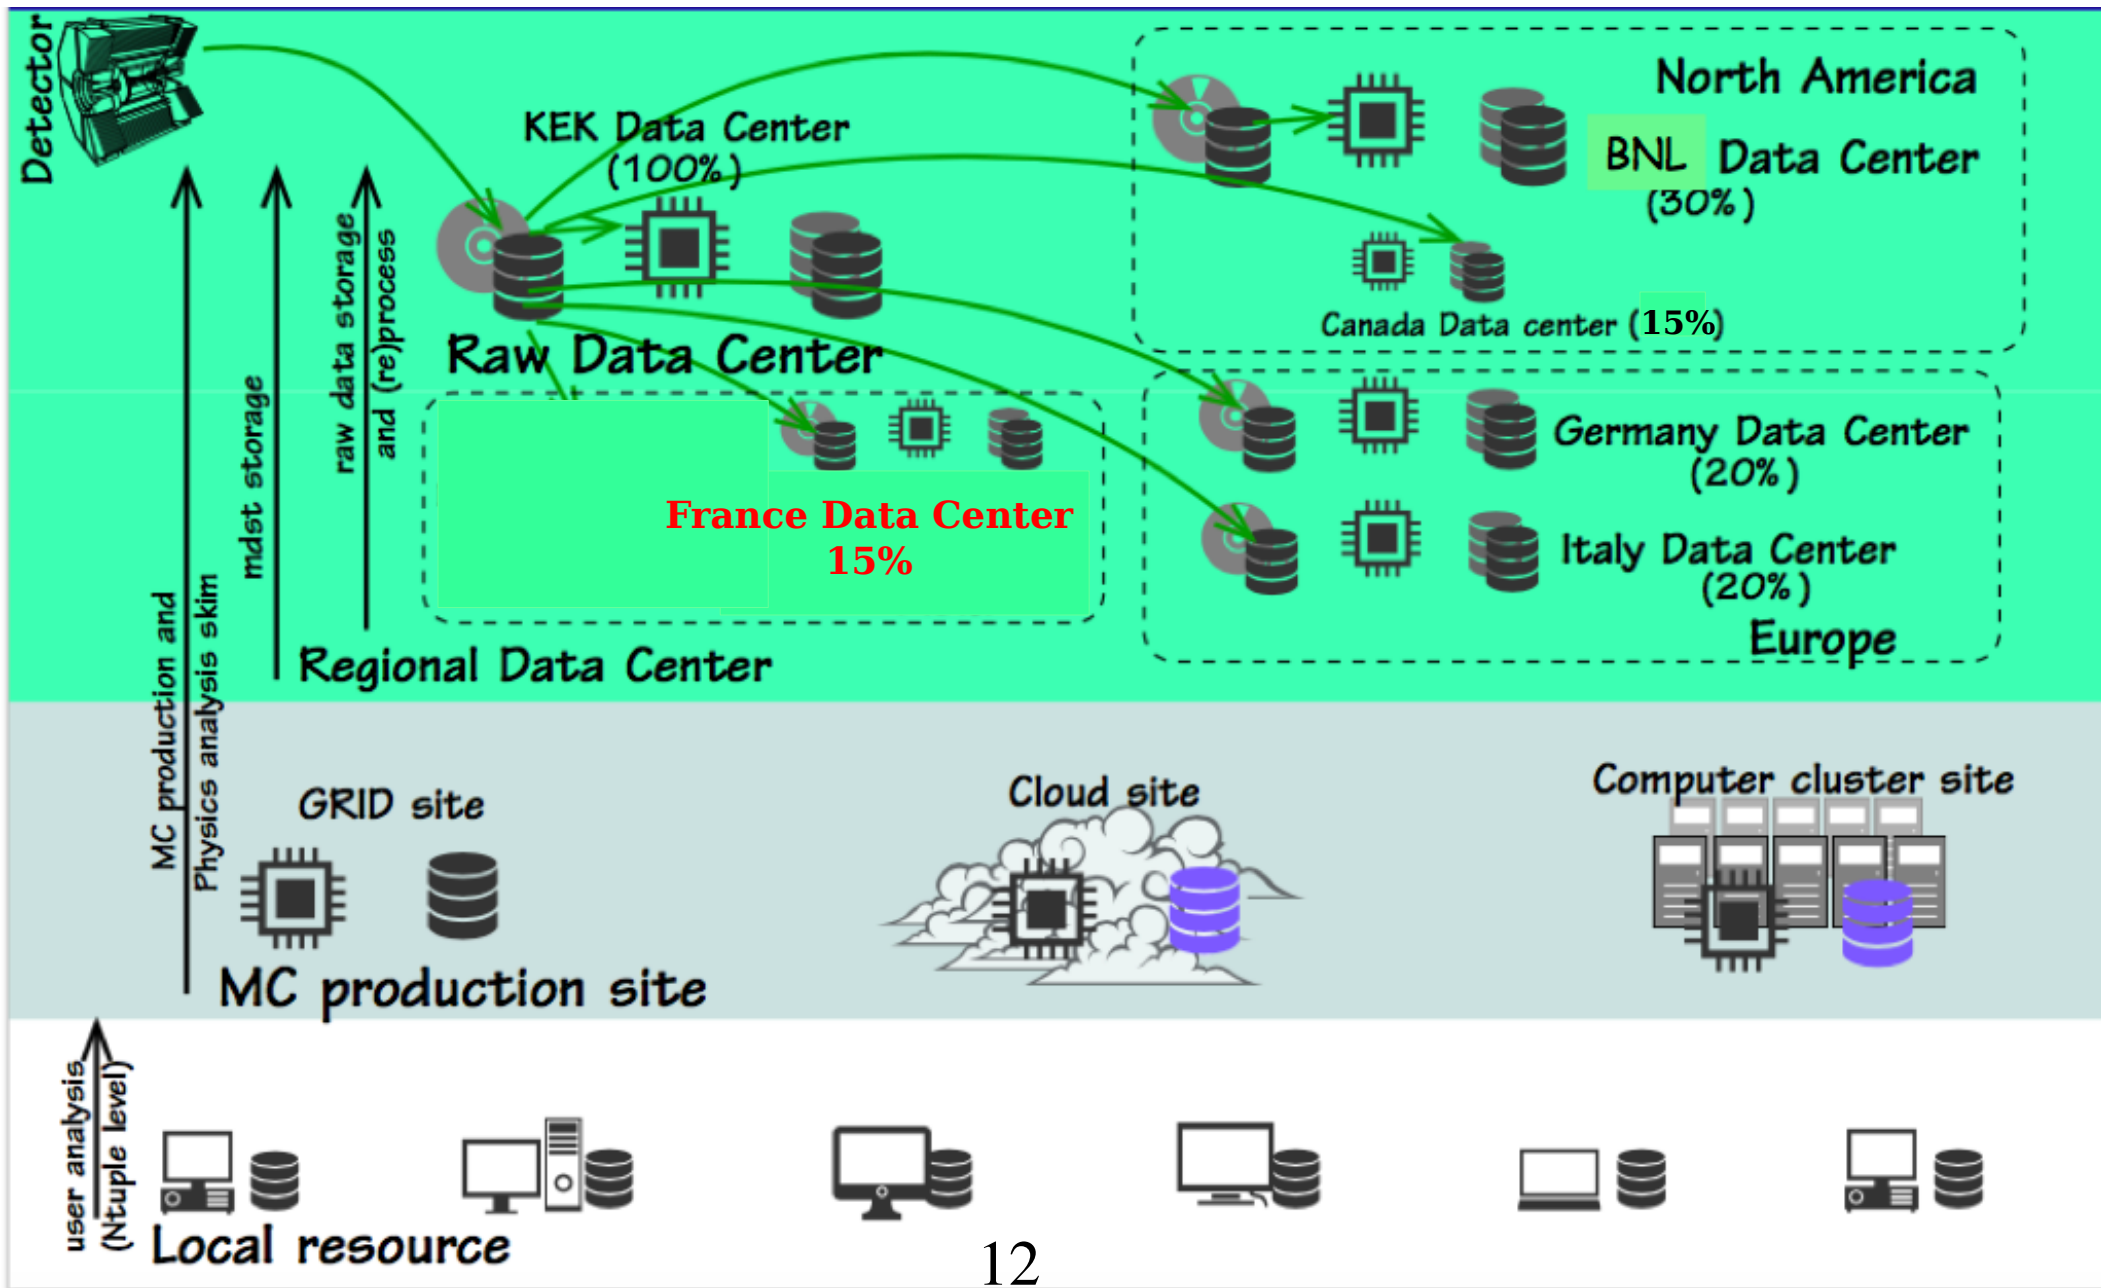 Detector
KEK Data Center
(100%)
North America
BNL Data Center
(30%)
Canada Data center (15%)
Raw Data Center
raw data storage
and (re)process
mdst storage
MC production and
Physics analysis skim
France Data Center
15%
Germany Data Center
(20%)
Italy Data Center
(20%)
Europe
Regional Data Center
GRID site
Cloud site
Computer cluster site
MC production site
user analysis
(Ntuple level)
Local resource
12